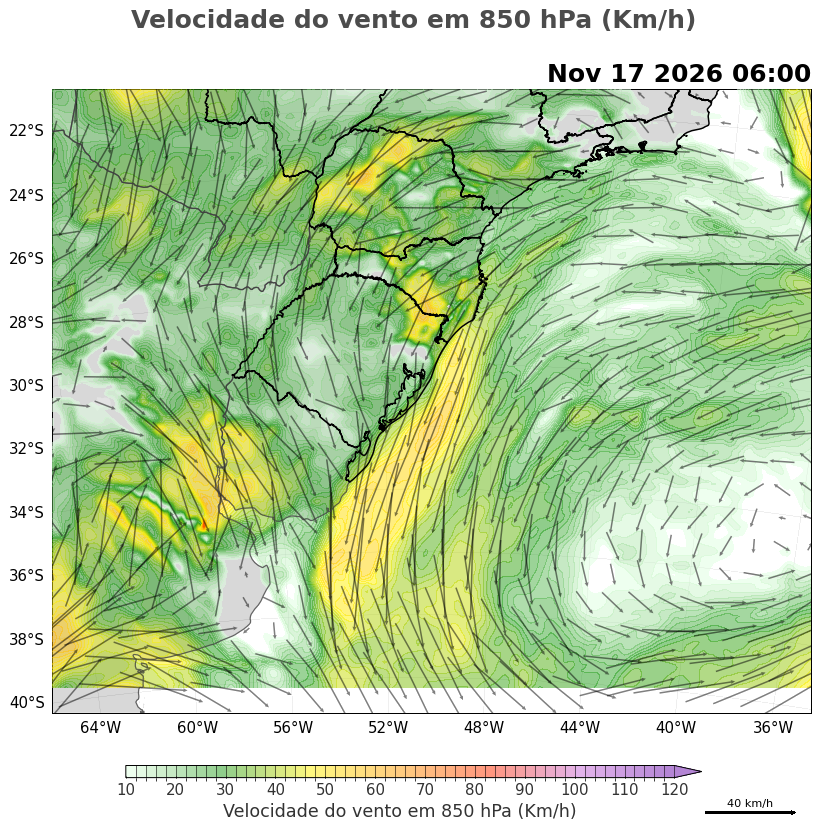 Velocidade do vento em 850 hPa (Km/h)
Nov 17 2026 06:00
22°S
24°S
26°S
28°S
30°S
32°S
34°S
36°S
38°S
40°S
64°W 60°W 56°W 52°W 48°W 44°W 40°W 36°W
10 20 30 40 50 60 70 80 90 100 110 120
Velocidade do vento em 850 hPa (Km/h)
40 km/h